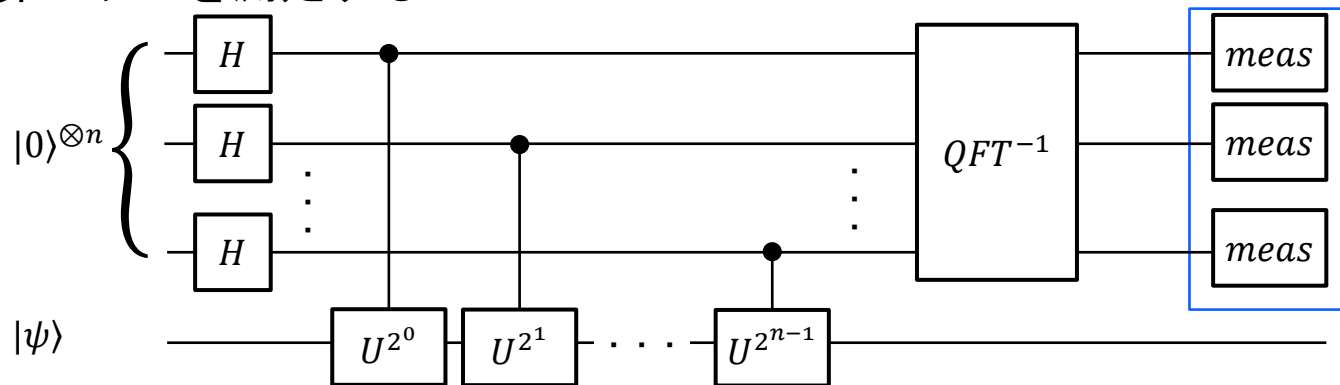 H meas
|0⟩^{⊗n} H QFT^{-1} meas
H meas
|ψ⟩ U^{2^0} U^{2^1} . . . U^{2^{n-1}}